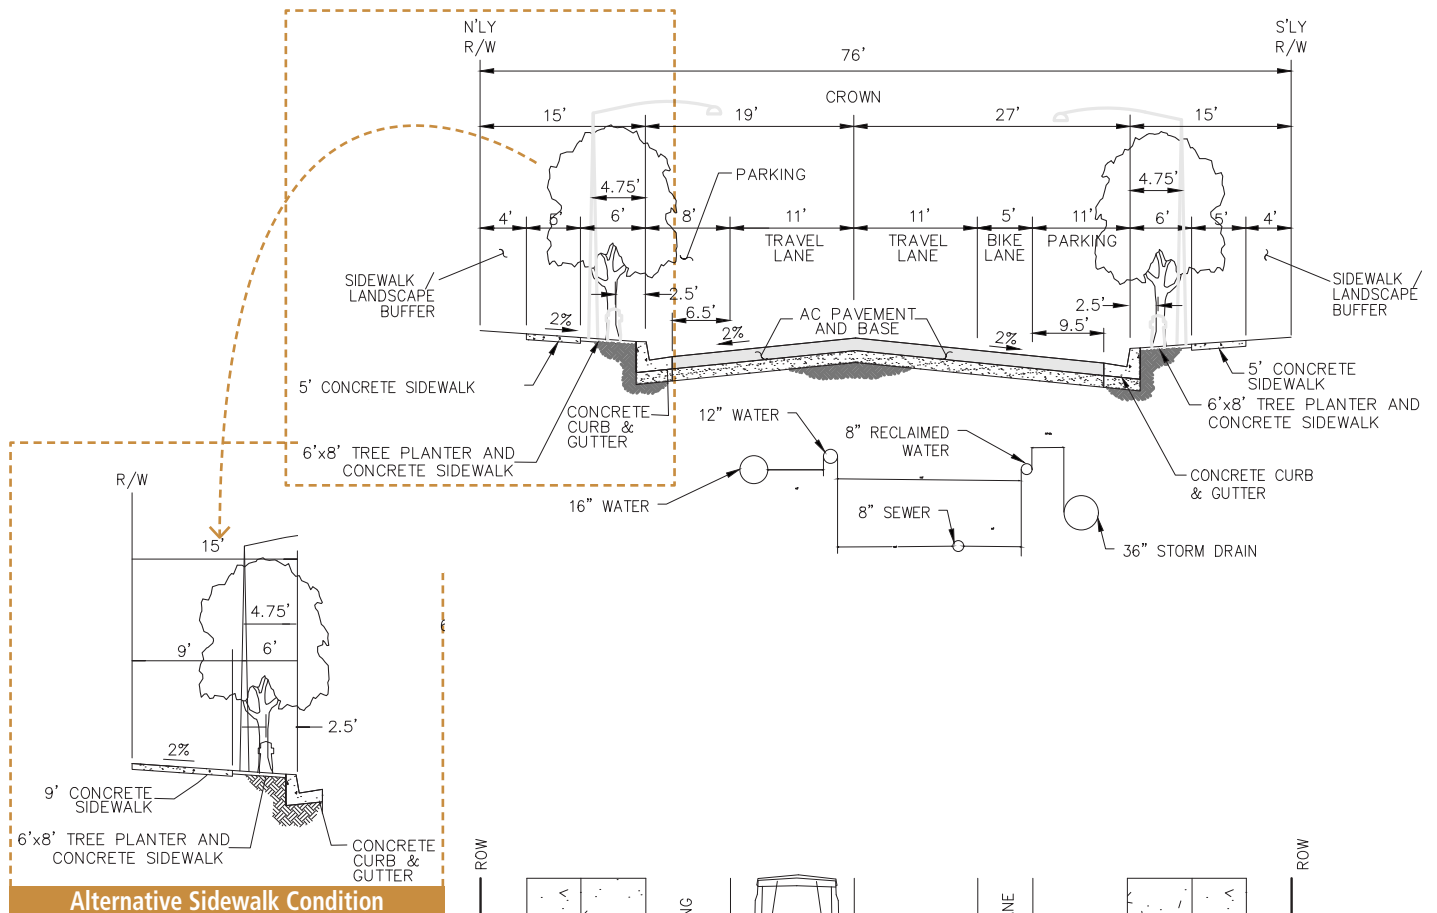 N'LY
R/W
S'LY
R/W
76'
CROWN
15'
19'
27'
15'
PARKING
4.75'
4.75'
4'
5'
6'
8'
11'
11'
5'
11'
6'
5'
4'
TRAVEL
LANE
TRAVEL
LANE
BIKE
LANE
PARKING
SIDEWALK /
LANDSCAPE
BUFFER
SIDEWALK /
LANDSCAPE
BUFFER
2.5'
6.5'
2.5'
9.5'
2%
2%
AC PAVEMENT
AND BASE
2%
5' CONCRETE SIDEWALK
5' CONCRETE
SIDEWALK
CONCRETE
CURB &
GUTTER
6'x8' TREE PLANTER AND
CONCRETE SIDEWALK
6'x8' TREE PLANTER AND
CONCRETE SIDEWALK
12" WATER
8" RECLAIMED
WATER
CONCRETE CURB
& GUTTER
16" WATER
8" SEWER
36" STORM DRAIN
R/W
15'
4.75'
9'
6'
2.5'
2%
9' CONCRETE
SIDEWALK
6'x8' TREE PLANTER AND
CONCRETE SIDEWALK
CONCRETE
CURB &
GUTTER
Alternative Sidewalk Condition
ROW
ROW